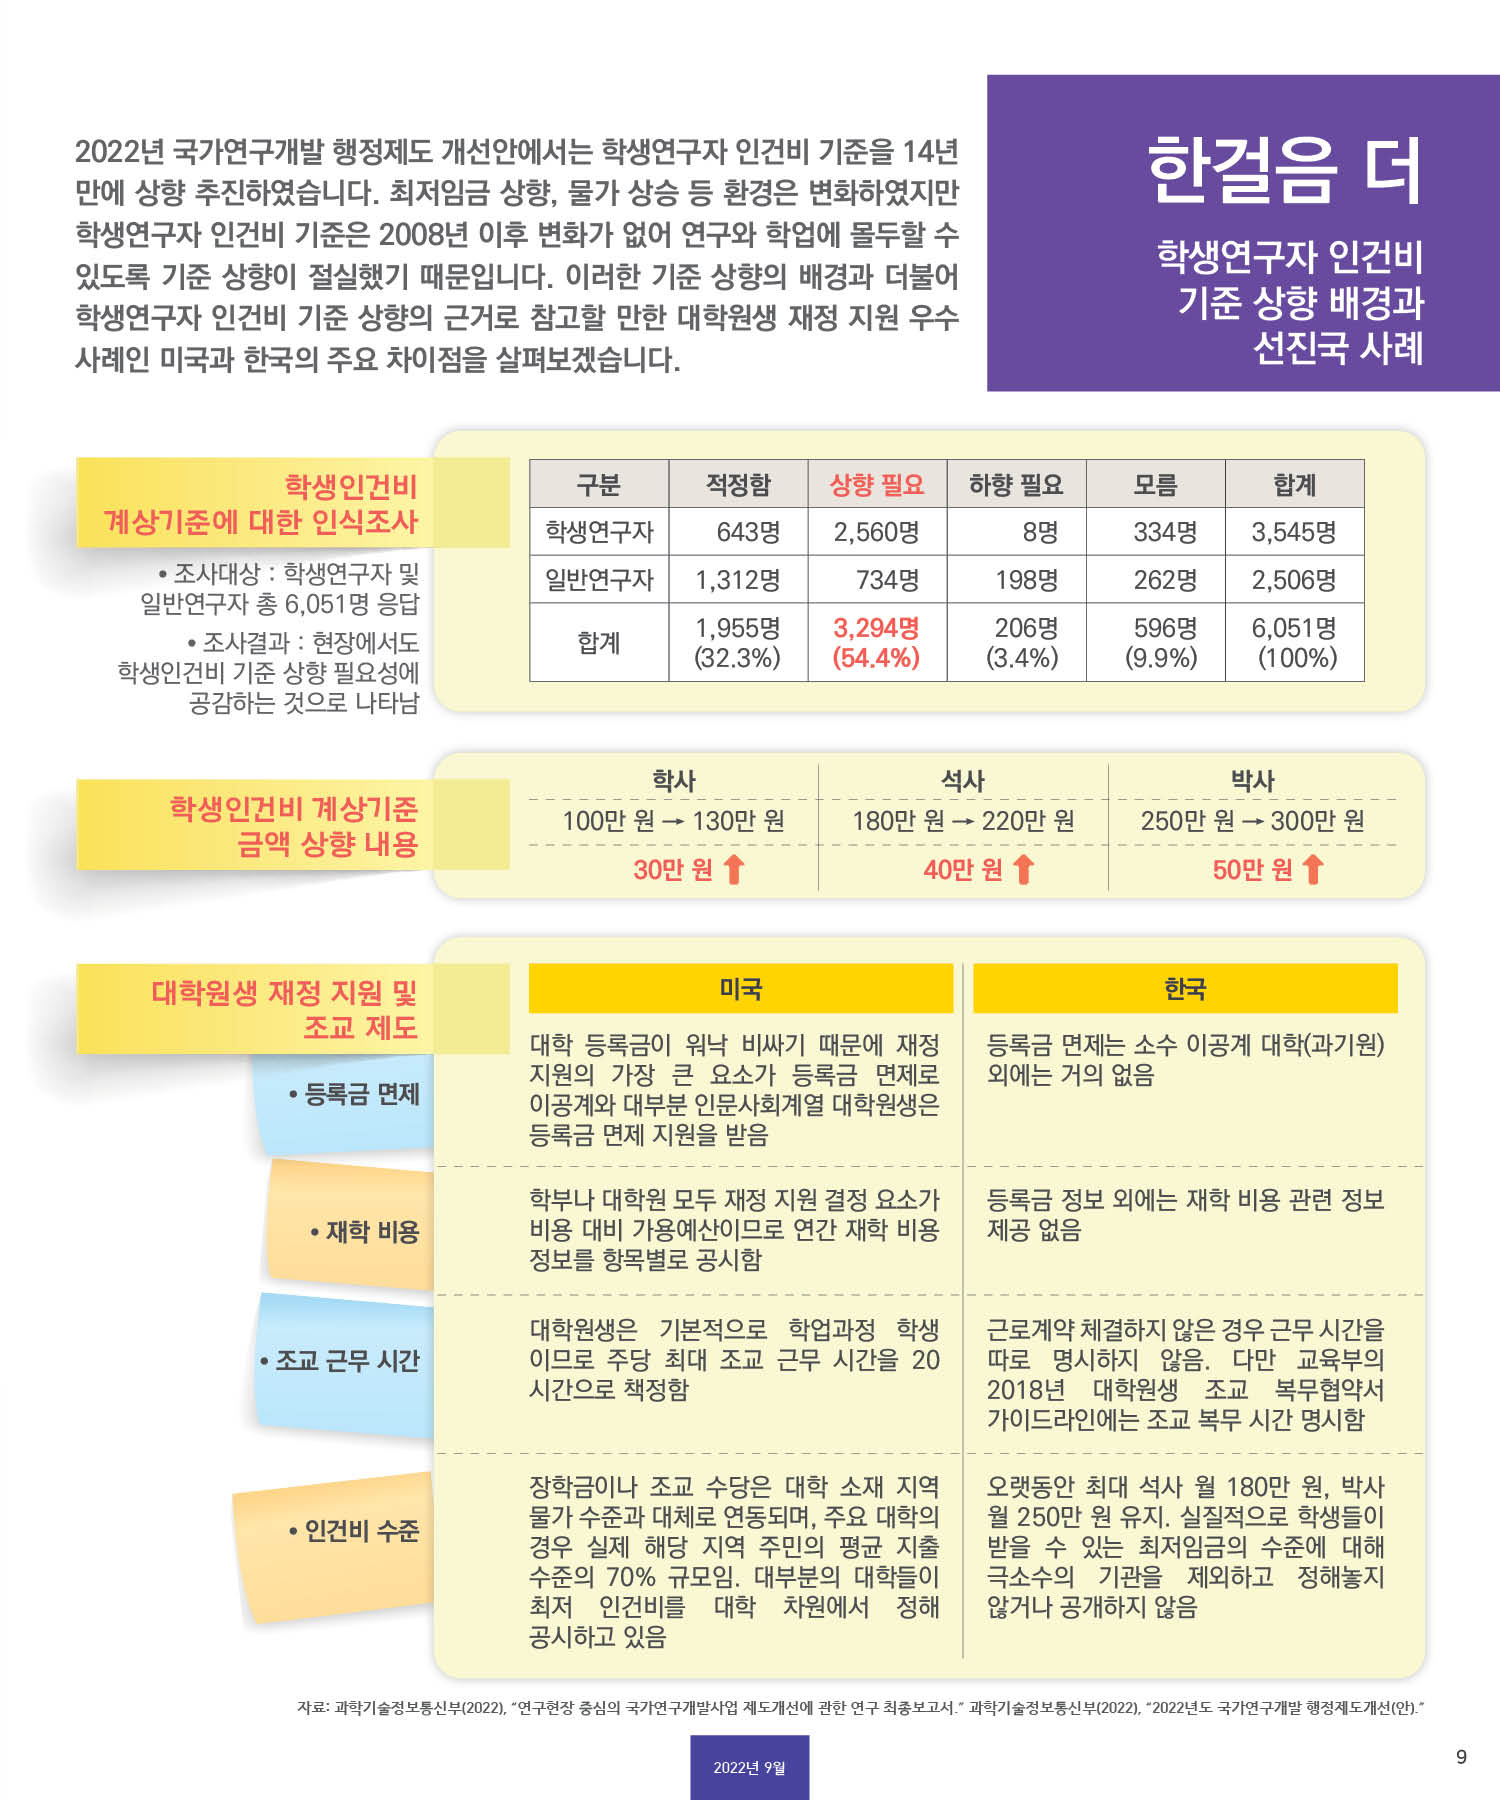 한걸음 더
학생연구자 인건비
기준 상향 배경과
선진국 사례
2022년 국가연구개발 행정제도 개선안에서는 학생연구자 인건비 기준을 14년
만에 상향 추진하였습니다. 최저임금 상향, 물가 상승 등 환경은 변화하였지만
학생연구자 인건비 기준은 2008년 이후 변화가 없어 연구와 학업에 몰두할 수
있도록 기준 상향이 절실했기 때문입니다. 이러한 기준 상향의 배경과 더불어
학생연구자 인건비 기준 상향의 근거로 참고할 만한 대학원생 재정 지원 우수
사례인 미국과 한국의 주요 차이점을 살펴보겠습니다.
학생인건비
계상기준에 대한 인식조사
• 조사대상 : 학생연구자 및
일반연구자 총 6,051명 응답
• 조사결과 : 현장에서도
학생인건비 기준 상향 필요성에
공감하는 것으로 나타남
구분 적정함 상향 필요 하향 필요 모름 합계
학생연구자 643명 2,560명 8명 334명 3,545명
일반연구자 1,312명 734명 198명 262명 2,506명
합계 1,955명 3,294명 206명 596명 6,051명
(32.3%) (54.4%) (3.4%) (9.9%) (100%)
학생인건비 계상기준
금액 상향 내용
학사 석사 박사
100만 원 → 130만 원 180만 원 → 220만 원 250만 원 → 300만 원
30만 원 ⬆ 40만 원 ⬆ 50만 원 ⬆
대학원생 재정 지원 및
조교 제도
미국 한국
• 등록금 면제
대학 등록금이 워낙 비싸기 때문에 재정
지원의 가장 큰 요소가 등록금 면제로
이공계와 대부분 인문사회계열 대학원생은
등록금 면제 지원을 받음
등록금 면제는 소수 이공계 대학(과기원)
외에는 거의 없음
• 재학 비용
학부나 대학원 모두 재정 지원 결정 요소가
비용 대비 가용예산이므로 연간 재학 비용
정보를 항목별로 공시함
등록금 정보 외에는 재학 비용 관련 정보
제공 없음
• 조교 근무 시간
대학원생은 기본적으로 학업과정 학생
이므로 주당 최대 조교 근무 시간을 20
시간으로 책정함
근로계약 체결하지 않은 경우 근무 시간을
따로 명시하지 않음. 다만 교육부의
2018년 대학원생 조교 복무협약서
가이드라인에는 조교 복무 시간 명시함
• 인건비 수준
장학금이나 조교 수당은 대학 소재 지역
물가 수준과 대체로 연동되며, 주요 대학의
경우 실제 해당 지역 주민의 평균 지출
수준의 70% 규모임. 대부분의 대학들이
최저 인건비를 대학 차원에서 정해
공시하고 있음
오랫동안 최대 석사 월 180만 원, 박사
월 250만 원 유지. 실질적으로 학생들이
받을 수 있는 최저임금의 수준에 대해
극소수의 기관을 제외하고 정해놓지
않거나 공개하지 않음
자료: 과학기술정보통신부(2022), “연구현장 중심의 국가연구개발사업 제도개선에 관한 연구 최종보고서.” 과학기술정보통신부(2022), “2022년도 국가연구개발 행정제도개선(안).”
2022년 9월
9